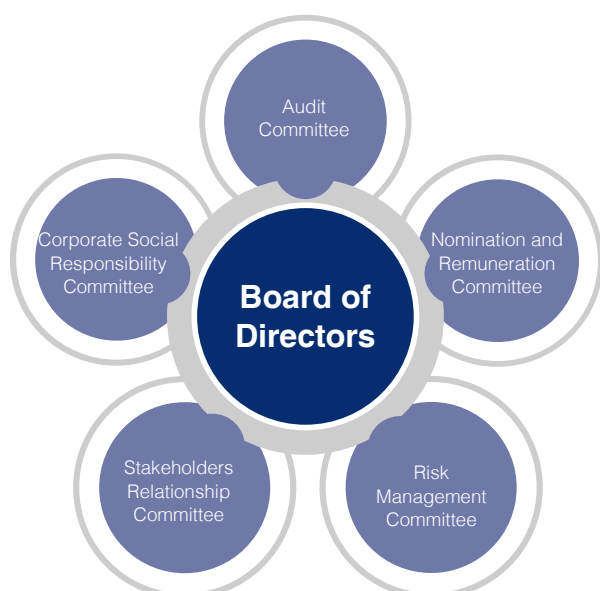 Audit
Committee
Corporate Social
Responsibility
Committee
Nomination and
Remuneration
Committee
Board of
Directors
Stakeholders
Relationship
Committee
Risk
Management
Committee